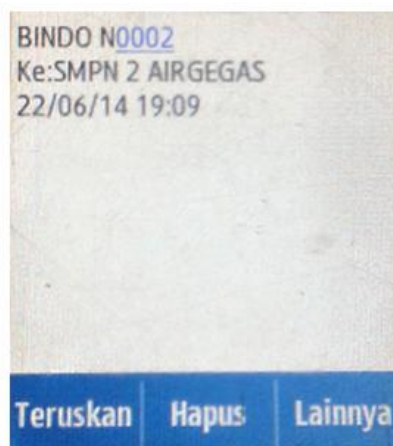 BINDO N0002
Ke:SMPN 2 AIRGEGAS
22/06/14 19:09
Teruskan Hapus Lainnya